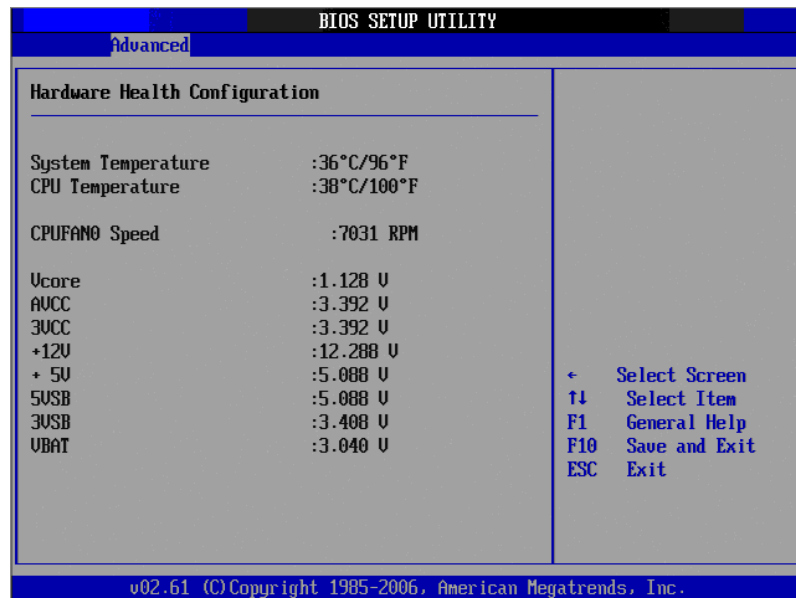 BIOS SETUP UTILITY
Advanced
Hardware Health Configuration
System Temperature :36°C/96°F
CPU Temperature :38°C/100°F
CPUFAN0 Speed :7031 RPM
Vcore :1.128 V
AVCC :3.392 V
3VCC :3.392 V
+12V :12.288 V
+ 5V :5.088 V
5VSB :5.088 V
3VSB :3.408 V
VBAT :3.040 V
← Select Screen
↑↓ Select Item
F1 General Help
F10 Save and Exit
ESC Exit
v02.61 (C)Copyright 1985-2006, American Megatrends, Inc.